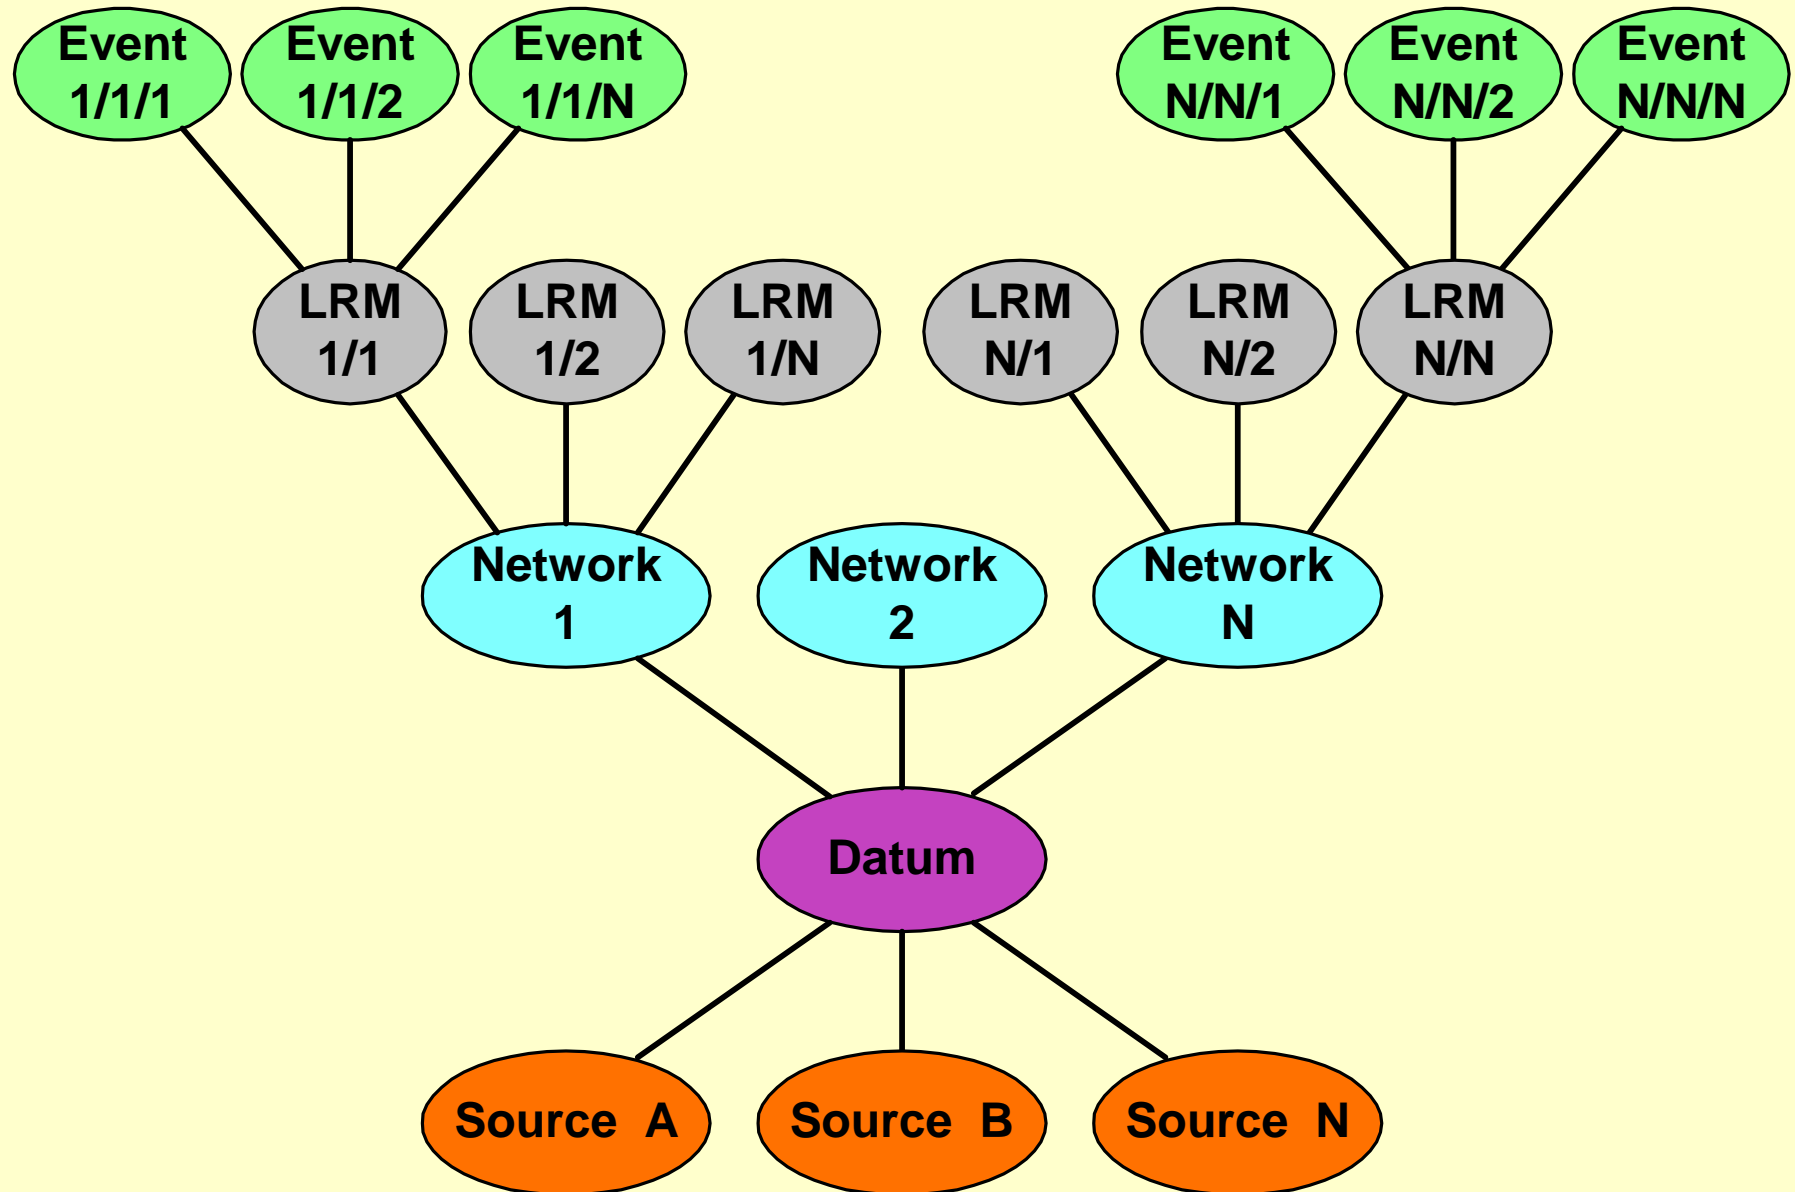 Event
1/1/1
Event
1/1/2
Event
1/1/N
Event
N/N/1
Event
N/N/2
Event
N/N/N
LRM
1/1
LRM
1/2
LRM
1/N
LRM
N/1
LRM
N/2
LRM
N/N
Network
1
Network
2
Network
N
Datum
Source A
Source B
Source N